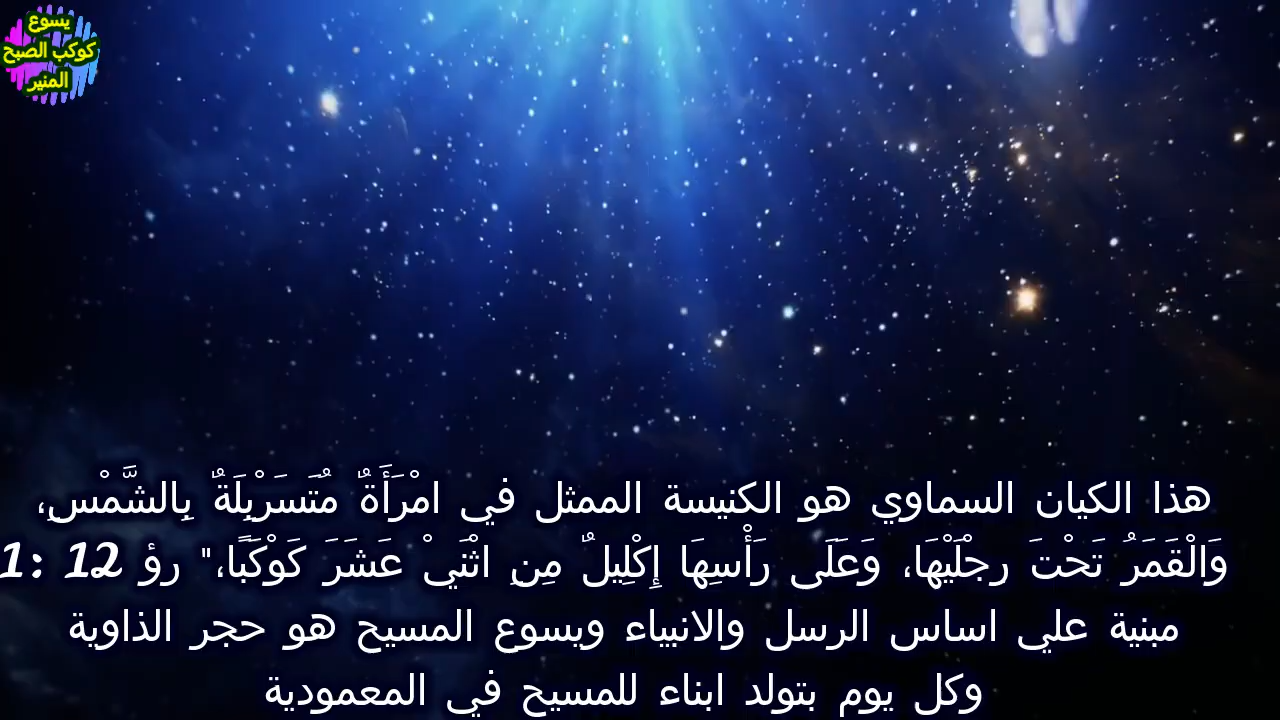 يسوع
كوكب الصبح
المنير
هذا الكيان السماوي هو الكنيسة الممثل في امْرَأَةٌ مُتَسَرْبِلَةٌ بِالشَّمْسِ،
وَالْقَمَرُ تَحْتَ رجْلَيْهَا، وَعَلَى رَأْسِهَا إِكْلِيلٌ مِنِ اثْنَيْ عَشَرَ كَوْكَبًا،" رؤ 12 :1
مبنية علي اساس الرسل والانبياء ويسوع المسيح هو حجر الذاوية
وكل يوم بتولد ابناء للمسيح في المعمودية